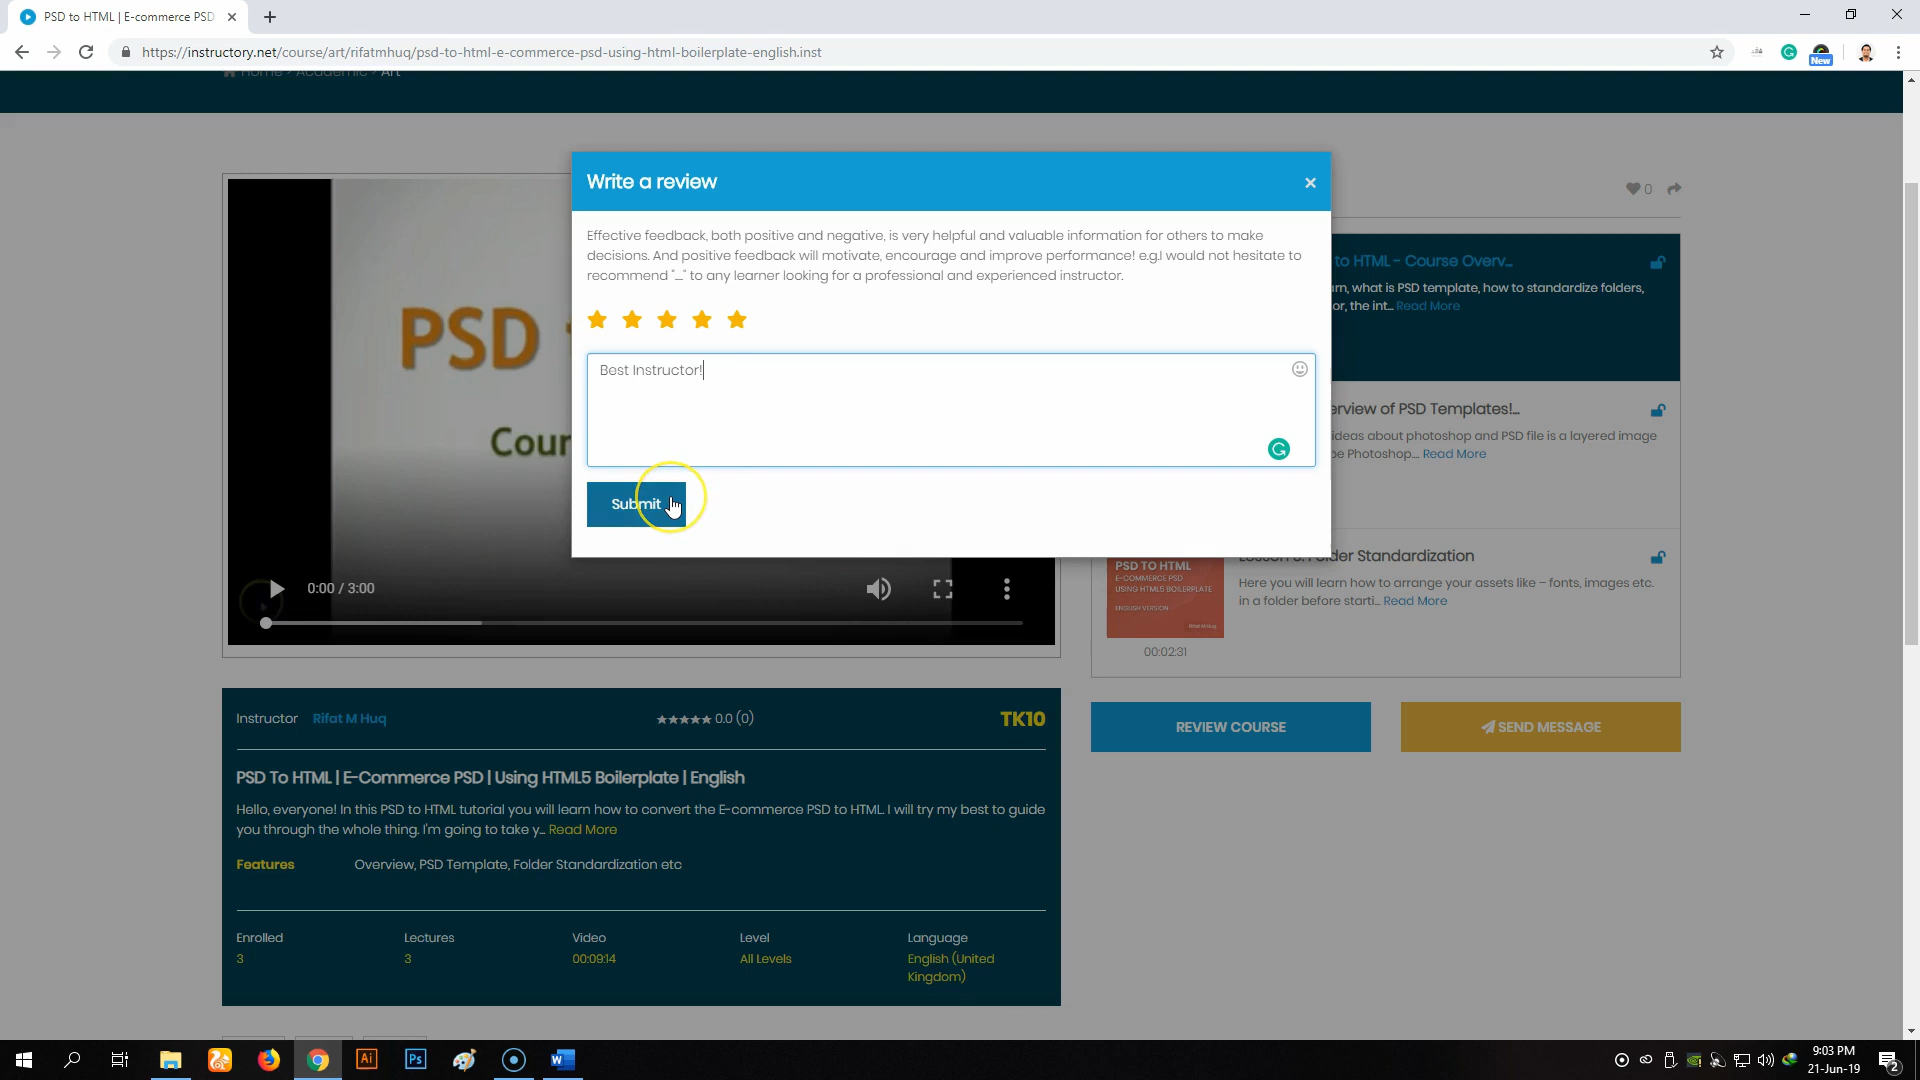 PSD to HTML | E-commerce PSD
https://instructory.net/course/art/rifatmhuq/psd-to-html-e-commerce-psd-using-html-boilerplate-english.inst
New
Home > Academic > Art
Write a review
×
Effective feedback, both positive and negative, is very helpful and valuable information for others to make
decisions. And positive feedback will motivate, encourage and improve performance! e.g.I would not hesitate to
recommend "..." to any learner looking for a professional and experienced instructor.
Best Instructor!
Submit
PSD
Cour
0:00 / 3:00
0
to HTML - Course Overv...
rn, what is PSD template, how to standardize folders,
or, the int... Read More
erview of PSD Templates!...
ideas about photoshop and PSD file is a layered image
be Photoshop.... Read More
Folder Standardization
Here you will learn how to arrange your assets like – fonts, images etc.
in a folder before starti... Read More
PSD TO HTML
E-COMMERCE PSD
USING HTML5 BOILERPLATE
ENGLISH VERSION
Rifat M Huq
00:02:31
Instructor Rifat M Huq
0.0 (0)
TK10
PSD To HTML | E-Commerce PSD | Using HTML5 Boilerplate | English
Hello, everyone! In this PSD to HTML tutorial you will learn how to convert the E-commerce PSD to HTML. I will try my best to guide
you through the whole thing. I'm going to take y... Read More
Features Overview, PSD Template, Folder Standardization etc
Enrolled Lectures Video Level Language
3 3 00:09:14 All Levels English (United
Kingdom)
REVIEW COURSE
SEND MESSAGE
Ai
Ps
9:03 PM
21-Jun-19
2